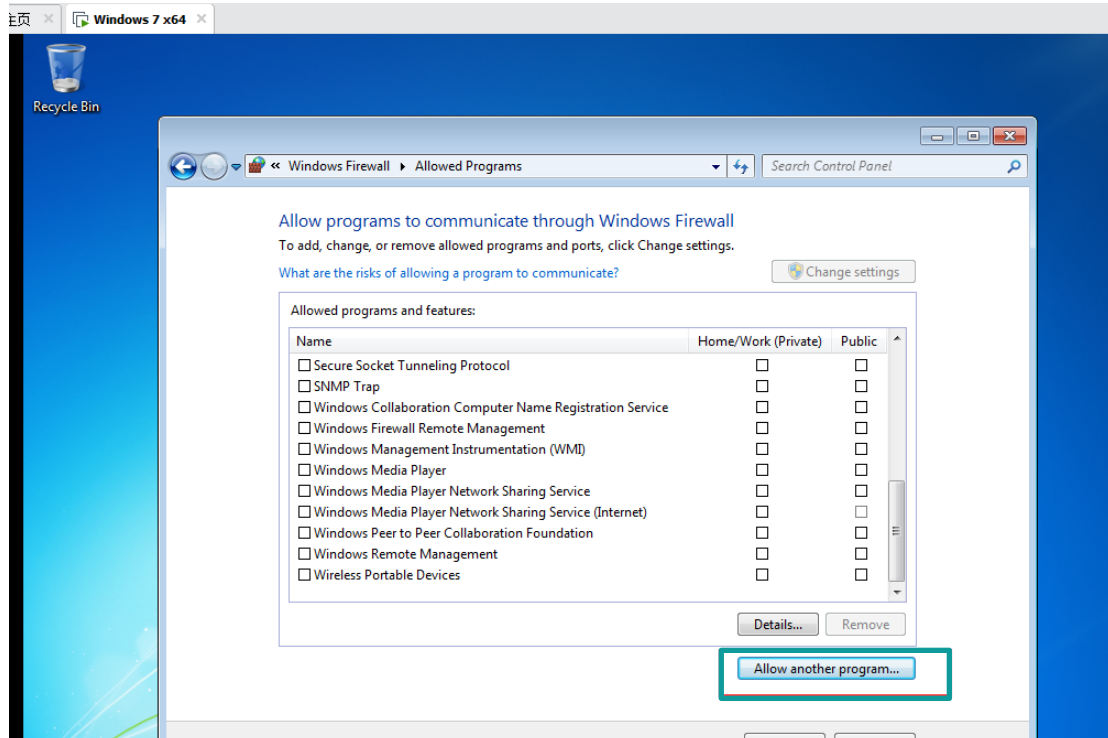 主页 × Windows 7 x64 ×
Recycle Bin
« Windows Firewall Allowed Programs Search Control Panel
Allow programs to communicate through Windows Firewall
To add, change, or remove allowed programs and ports, click Change settings.
What are the risks of allowing a program to communicate? Change settings
Allowed programs and features:
Name Home/Work (Private) Public
Secure Socket Tunneling Protocol
SNMP Trap
Windows Collaboration Computer Name Registration Service
Windows Firewall Remote Management
Windows Management Instrumentation (WMI)
Windows Media Player
Windows Media Player Network Sharing Service
Windows Media Player Network Sharing Service (Internet)
Windows Peer to Peer Collaboration Foundation
Windows Remote Management
Wireless Portable Devices
Details... Remove
Allow another program...